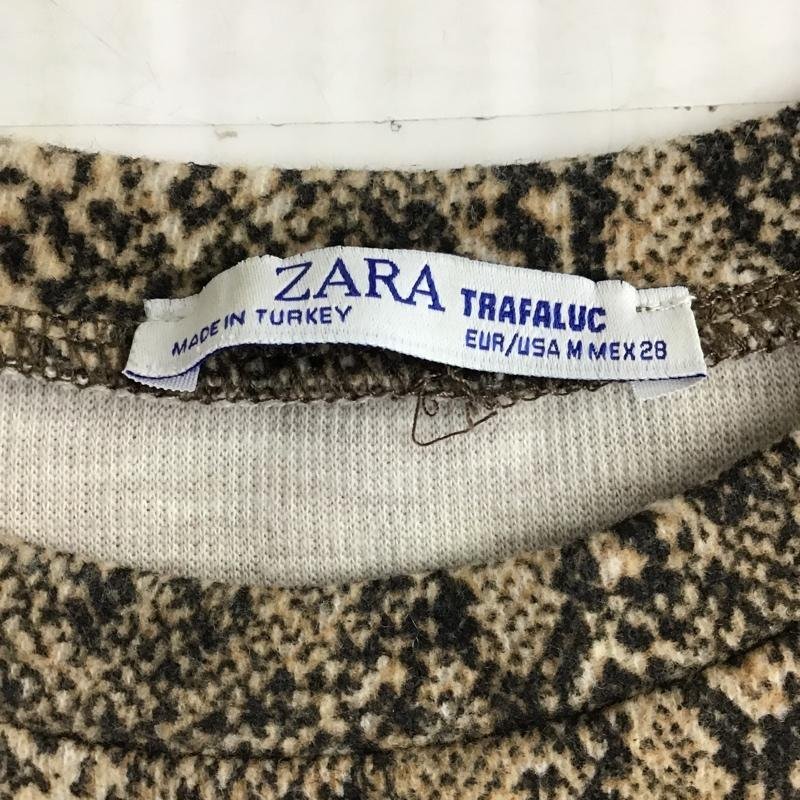 ZARA TRAFALUC
MADE IN TURKEY
EUR/USA M MEX 28